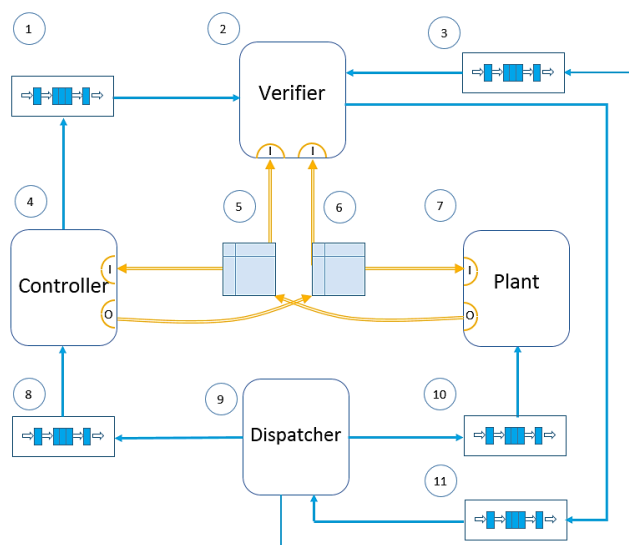 1
2
3
Verifier
I
I
4
5
6
7
I
Controller
O
I
Plant
O
8
9
10
Dispatcher
11